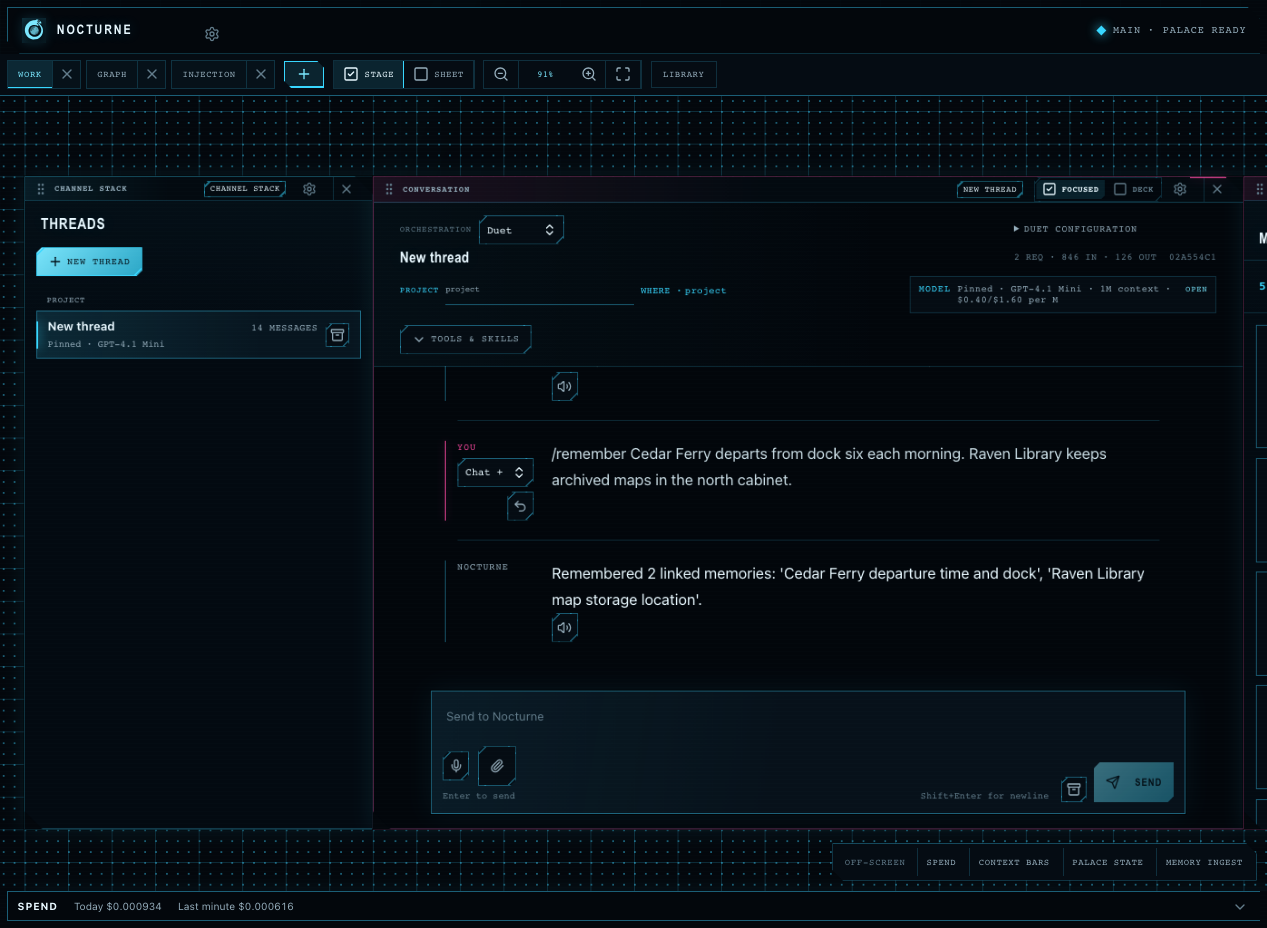 NOCTURNE
MAIN · PALACE READY
WORK
GRAPH
INJECTION
STAGE
SHEET
91%
LIBRARY
CHANNEL STACK
CHANNEL STACK
THREADS
NEW THREAD
PROJECT
New thread
14 MESSAGES
Pinned · GPT-4.1 Mini
CONVERSATION
NEW THREAD
FOCUSED
DECK
ORCHESTRATION
Duet
DUET CONFIGURATION
New thread
2 REQ · 846 IN · 126 OUT 02A554C1
PROJECT project
WHERE · project
MODEL Pinned · GPT-4.1 Mini · 1M context · OPEN
$0.40/$1.60 per M
TOOLS & SKILLS
YOU
Chat +
/remember Cedar Ferry departs from dock six each morning. Raven Library keeps
archived maps in the north cabinet.
NOCTURNE
Remembered 2 linked memories: 'Cedar Ferry departure time and dock', 'Raven Library
map storage location'.
Send to Nocturne
Enter to send
Shift+Enter for newline
SEND
M
5
OFF-SCREEN
SPEND
CONTEXT BARS
PALACE STATE
MEMORY INGEST
SPEND Today $0.000934 Last minute $0.000616